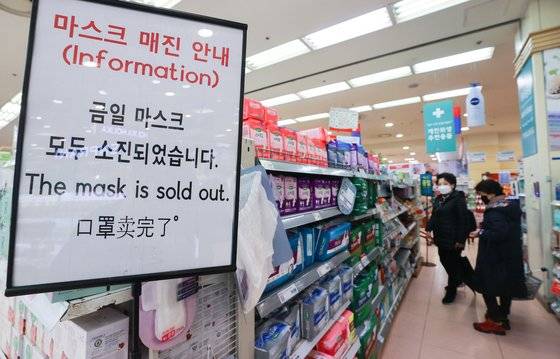 마스크 매진 안내
(Information)
금일 마스크
모두 소진되었습니다.
The mask is sold out.
口罩卖完了°
NIVEA